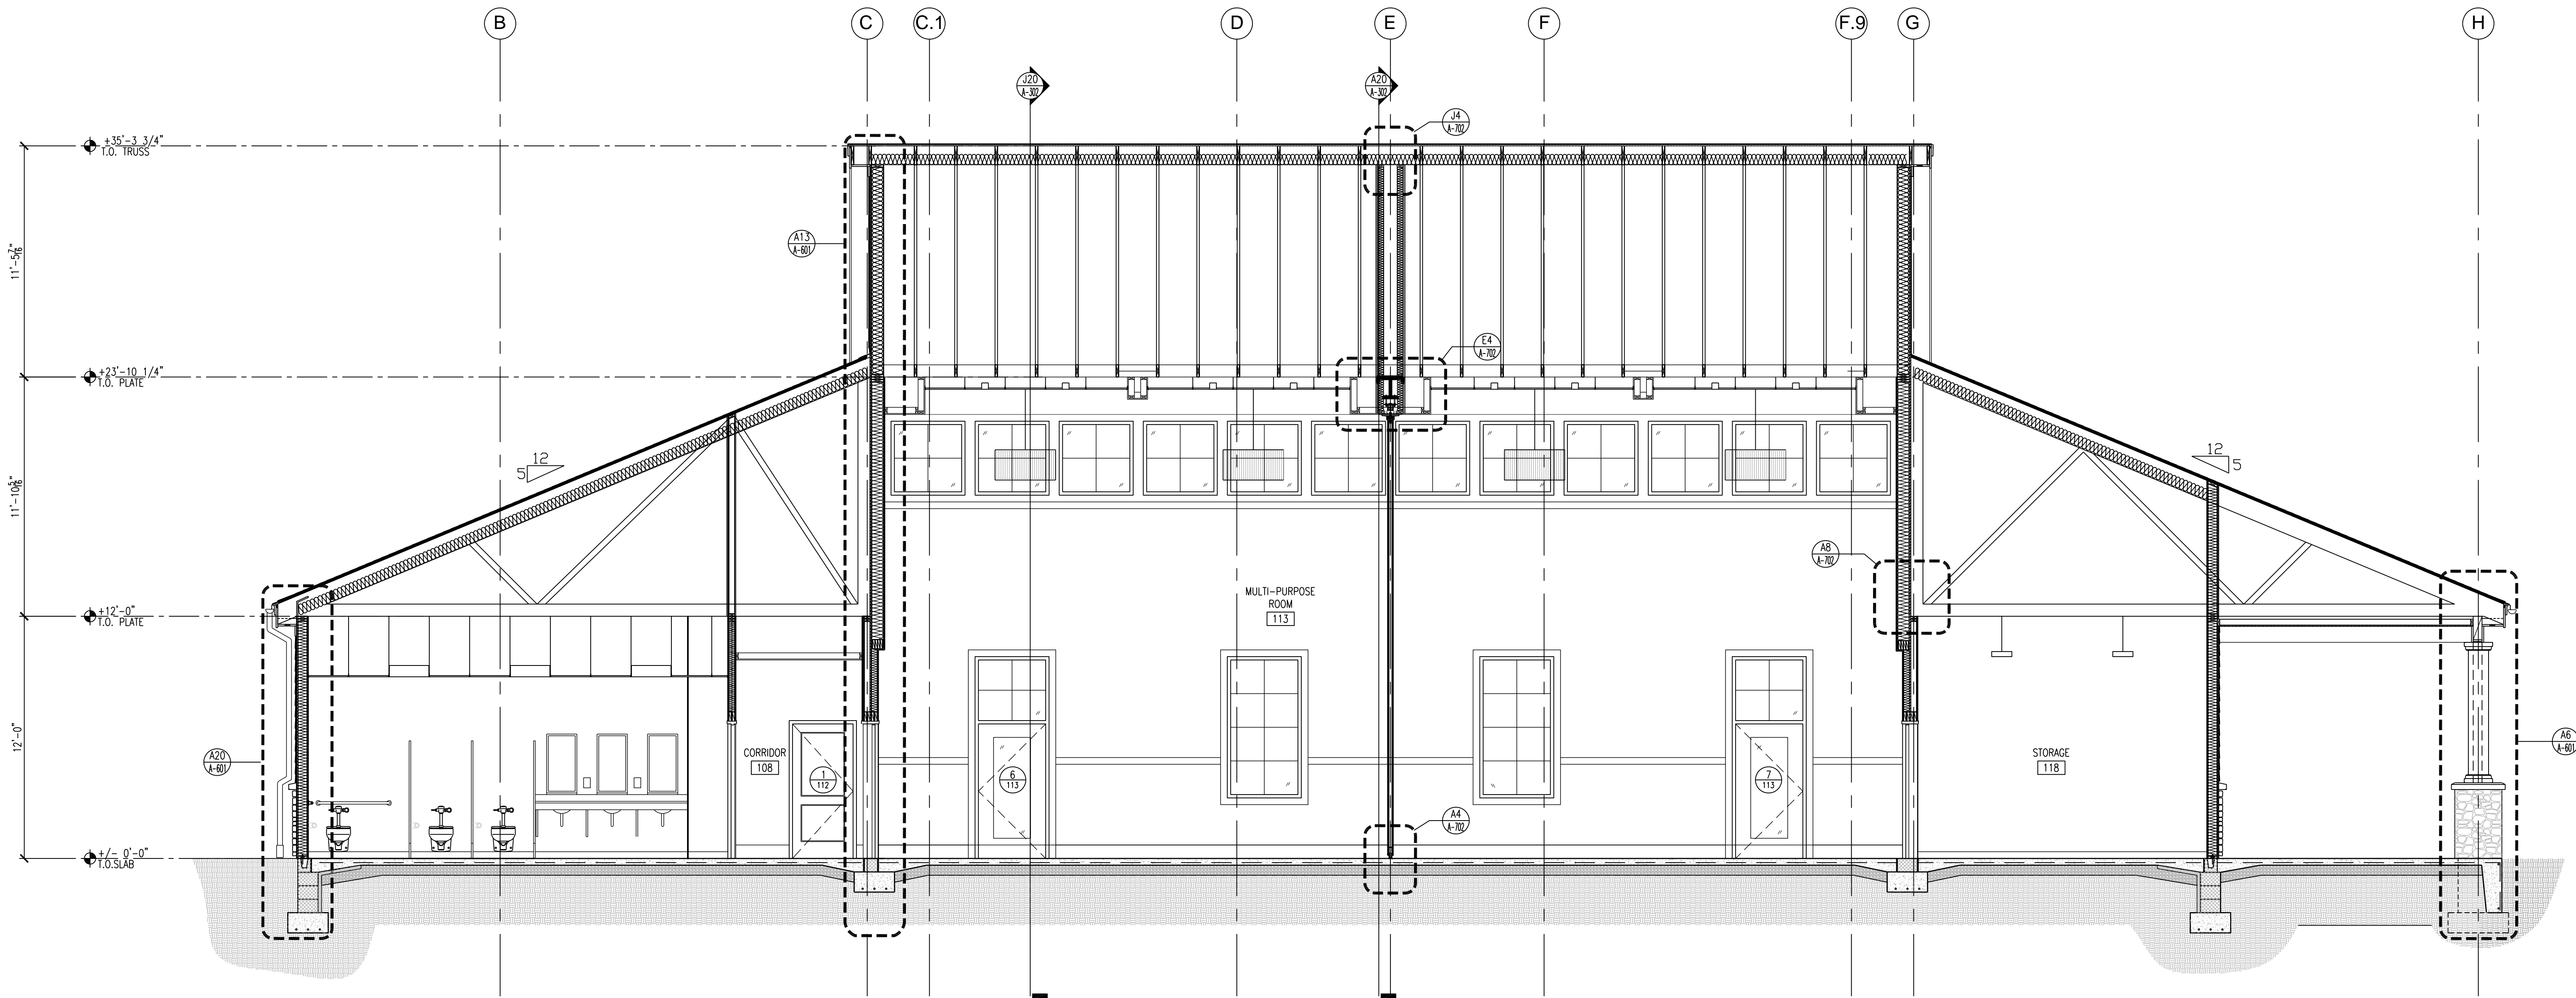 B
C
C.1
D
E
F
F.9
G
H
J20
A-302
A20
A-302
J4
A-702
+35'-3 3/4"
T.O. TRUSS
A13
A-601
11'-5 7/16"
E4
A-702
+23'-10 1/4"
T.O. PLATE
12
5
12
5
11'-10 5/16"
A8
A-702
MULTI-PURPOSE
ROOM
113
+12'-0"
T.O. PLATE
12'-0"
A20
A-601
CORRIDOR
108
1
112
6
113
7
113
STORAGE
118
A6
A-601
A4
A-702
+/- 0'-0"
T.O.SLAB